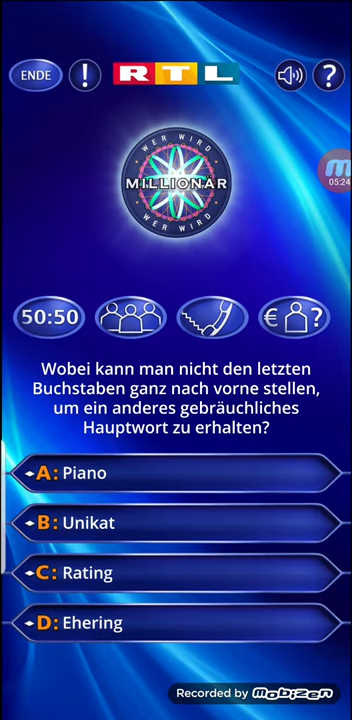 ENDE ! RTL ?
WER WIRD
MILLIONÄR
WER WIRD
05:24
50:50 € ?
Wobei kann man nicht den letzten
Buchstaben ganz nach vorne stellen,
um ein anderes gebräuchliches
Hauptwort zu erhalten?
A: Piano
B: Unikat
C: Rating
D: Ehering
Recorded by mobizen